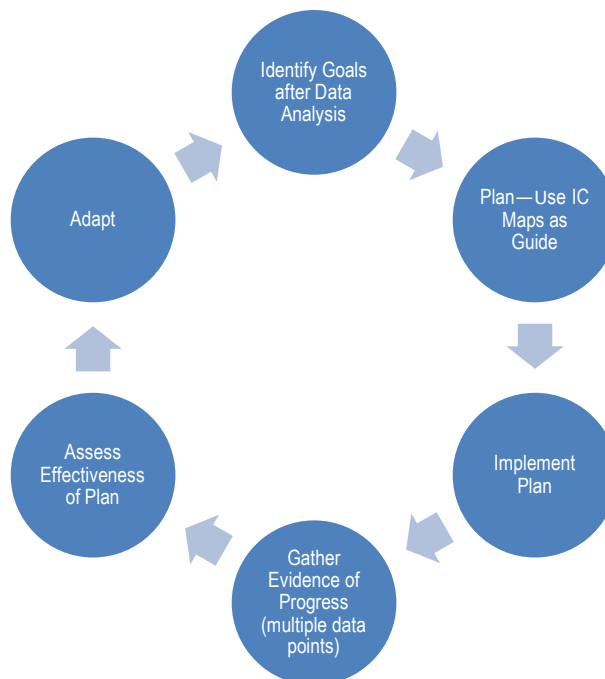 Identify Goals
after Data
Analysis
Plan—Use IC
Maps as
Guide
Implement
Plan
Gather
Evidence of
Progress
(multiple data
points)
Assess
Effectiveness
of Plan
Adapt